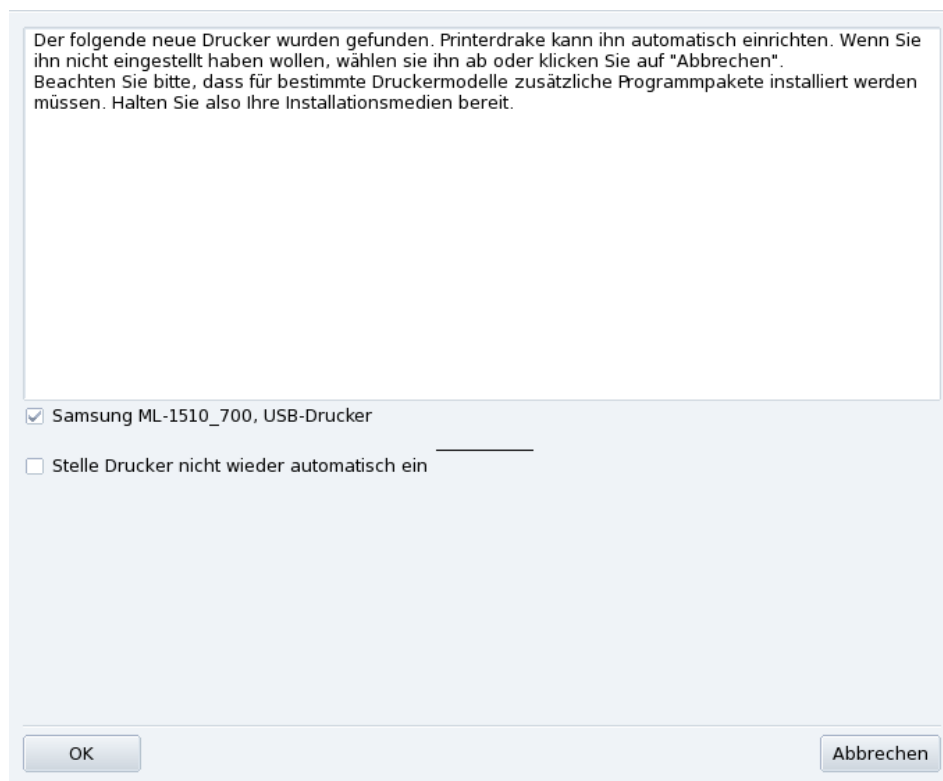 Der folgende neue Drucker wurden gefunden. Printerdrake kann ihn automatisch einrichten. Wenn Sie
ihn nicht eingestellt haben wollen, wählen sie ihn ab oder klicken Sie auf "Abbrechen".
Beachten Sie bitte, dass für bestimmte Druckermodelle zusätzliche Programmpakete installiert werden
müssen. Halten Sie also Ihre Installationsmedien bereit.
Samsung ML-1510_700, USB-Drucker
Stelle Drucker nicht wieder automatisch ein
OK
Abbrechen